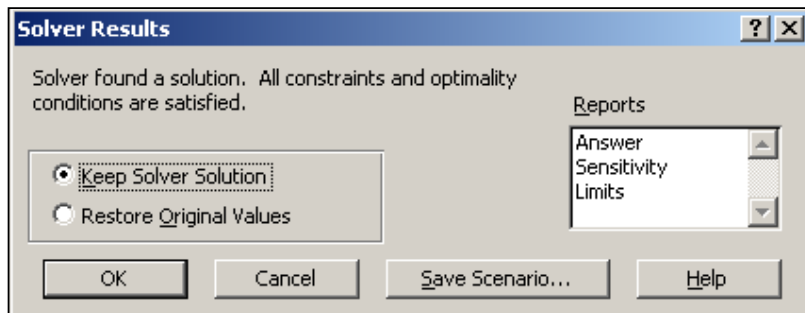 Solver Results
Solver found a solution. All constraints and optimality
conditions are satisfied.
Reports
Answer
Sensitivity
Limits
Keep Solver Solution
Restore Original Values
OK
Cancel
Save Scenario...
Help